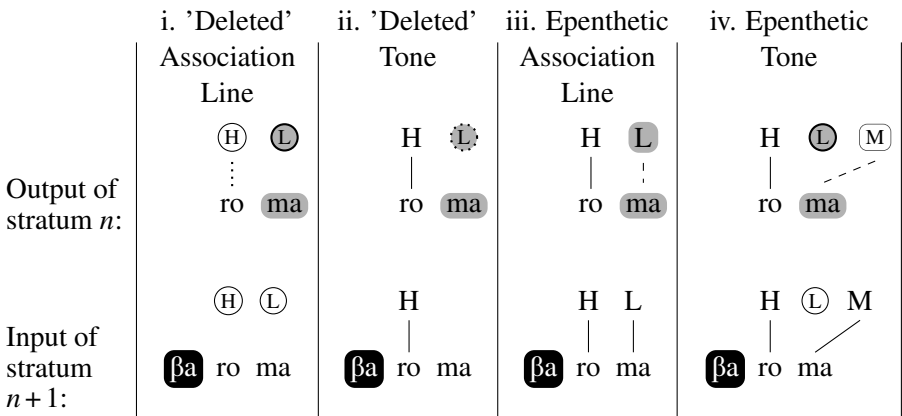 i. 'Deleted' ii. 'Deleted' iii. Epenthetic iv. Epenthetic
Association Tone Association Tone
Line Line
H L H L H L H L M
Output of
stratum n: ro ma ro ma ro ma ro ma
H L H H L H L M
Input of
stratum βa ro ma βa ro ma βa ro ma βa ro ma
n+1: